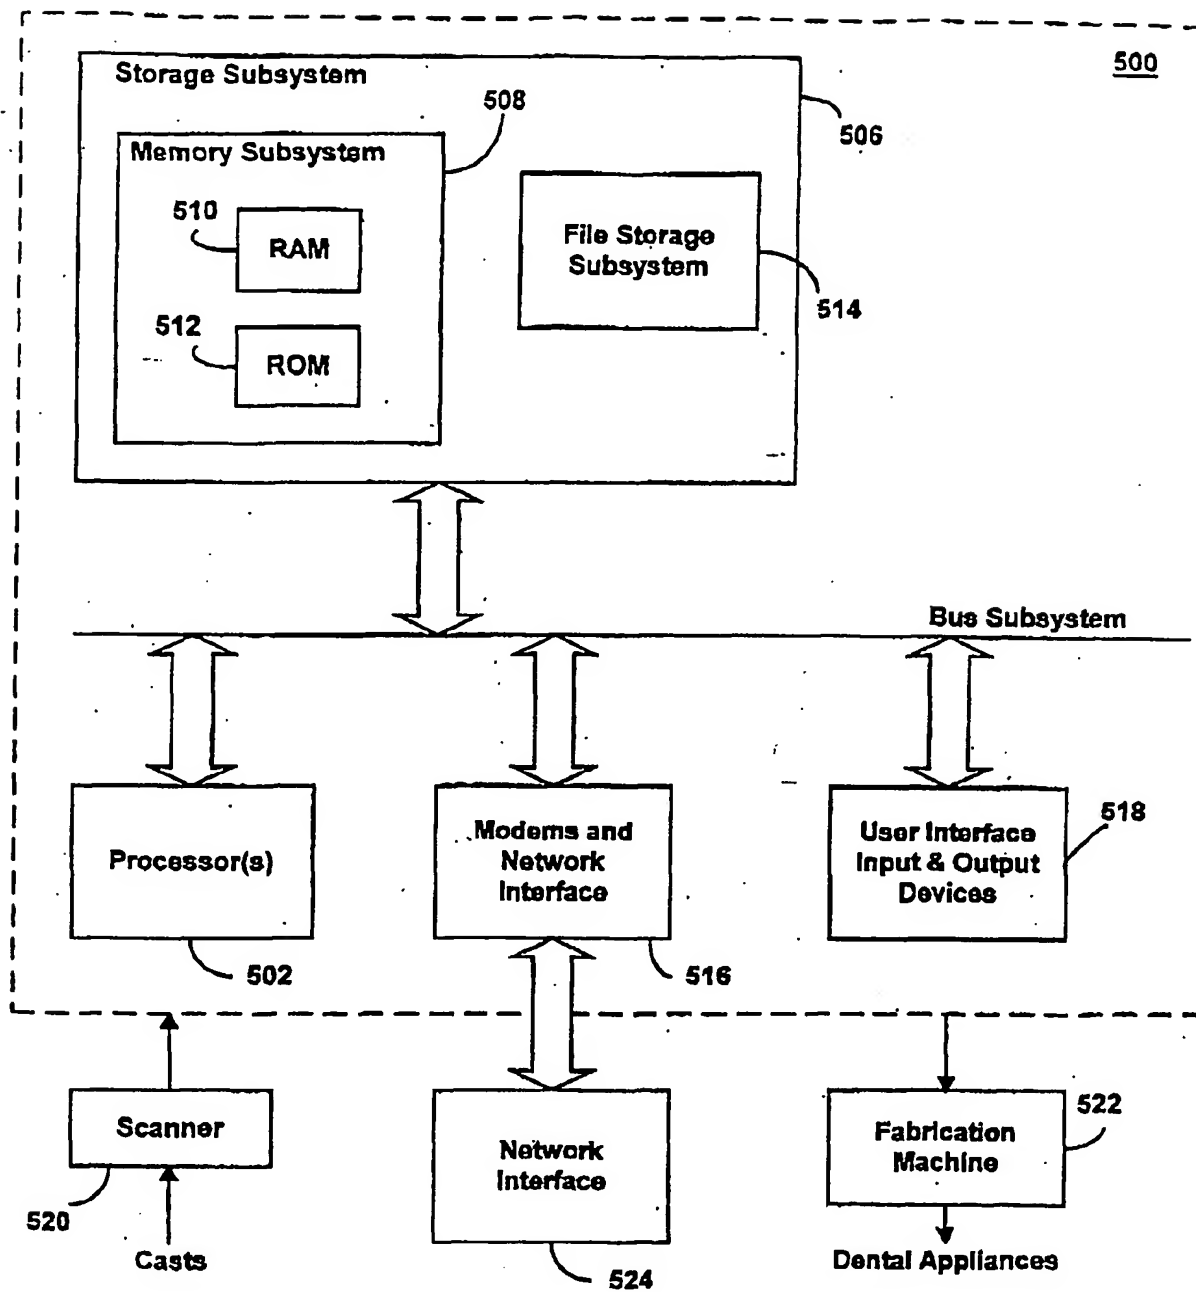 500
Storage Subsystem
508
506
Memory Subsystem
510
RAM
File Storage
Subsystem
514
512
ROM
Bus Subsystem
Processor(s)
502
Modems and
Network
Interface
516
User Interface
Input & Output
Devices
518
Scanner
520
Casts
Network
Interface
524
Fabrication
Machine
522
Dental Appliances